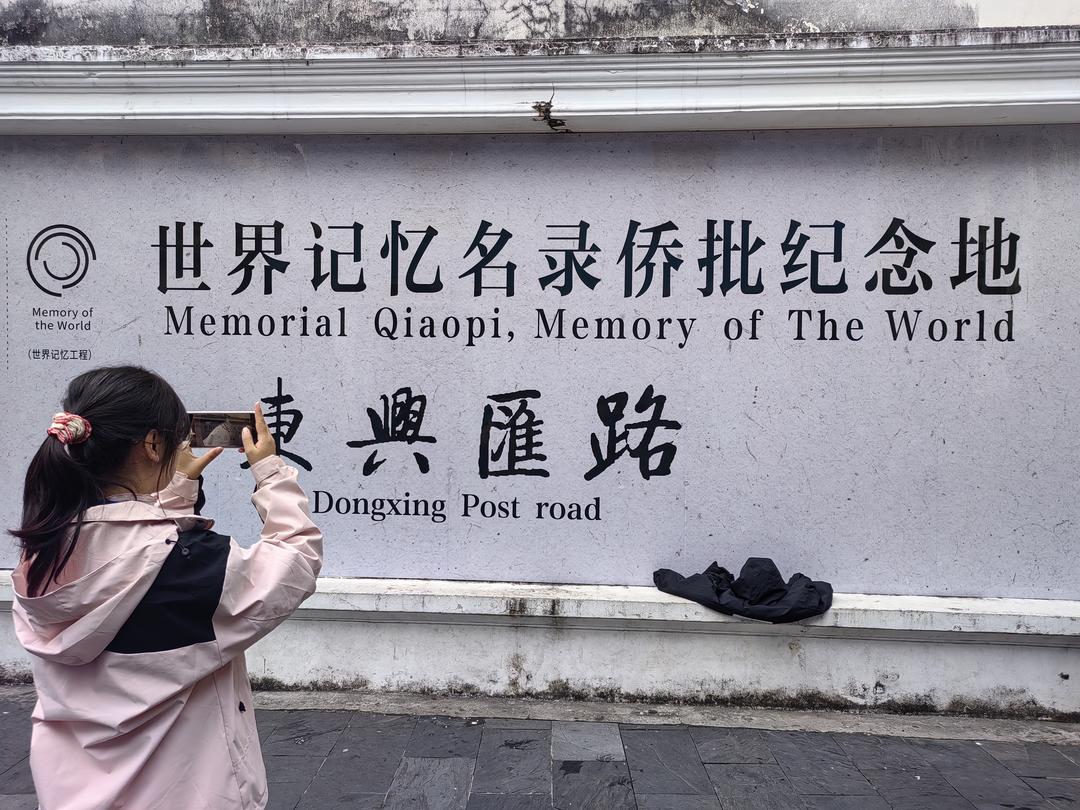 世界记忆名录侨批纪念地
Memorial Qiaopi, Memory of The World
Memory of
the World
（世界记忆工程）
東興匯路
Dongxing Post road